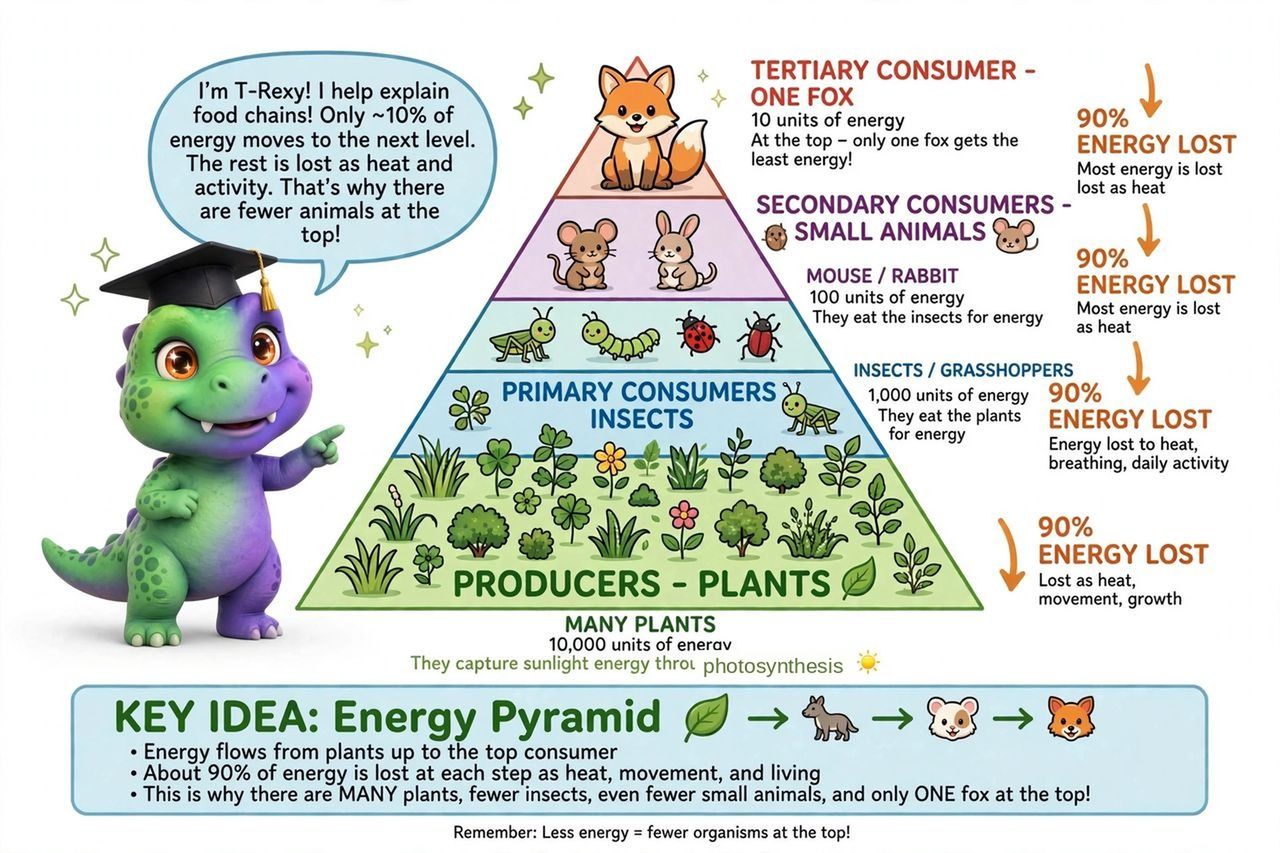 I'm T-Rexy! I help explain
food chains! Only ~10% of
energy moves to the next level.
The rest is lost as heat and
activity. That's why there
are fewer animals at the
top!
TERTIARY CONSUMER -
ONE FOX
10 units of energy
At the top – only one fox gets the
least energy!
90%
ENERGY LOST
Most energy is lost
lost as heat
SECONDARY CONSUMERS -
SMALL ANIMALS
MOUSE / RABBIT
100 units of energy
They eat the insects for energy
90%
ENERGY LOST
Most energy is lost
as heat
PRIMARY CONSUMERS
INSECTS
INSECTS / GRASSHOPPERS
1,000 units of energy
They eat the plants
for energy
90%
ENERGY LOST
Energy lost to heat,
breathing, daily activity
90%
ENERGY LOST
Lost as heat,
movement, growth
PRODUCERS - PLANTS
MANY PLANTS
10,000 units of energy
They capture sunlight energy throu photosynthesis
KEY IDEA: Energy Pyramid
• Energy flows from plants up to the top consumer
• About 90% of energy is lost at each step as heat, movement, and living
• This is why there are MANY plants, fewer insects, even fewer small animals, and only ONE fox at the top!
Remember: Less energy = fewer organisms at the top!